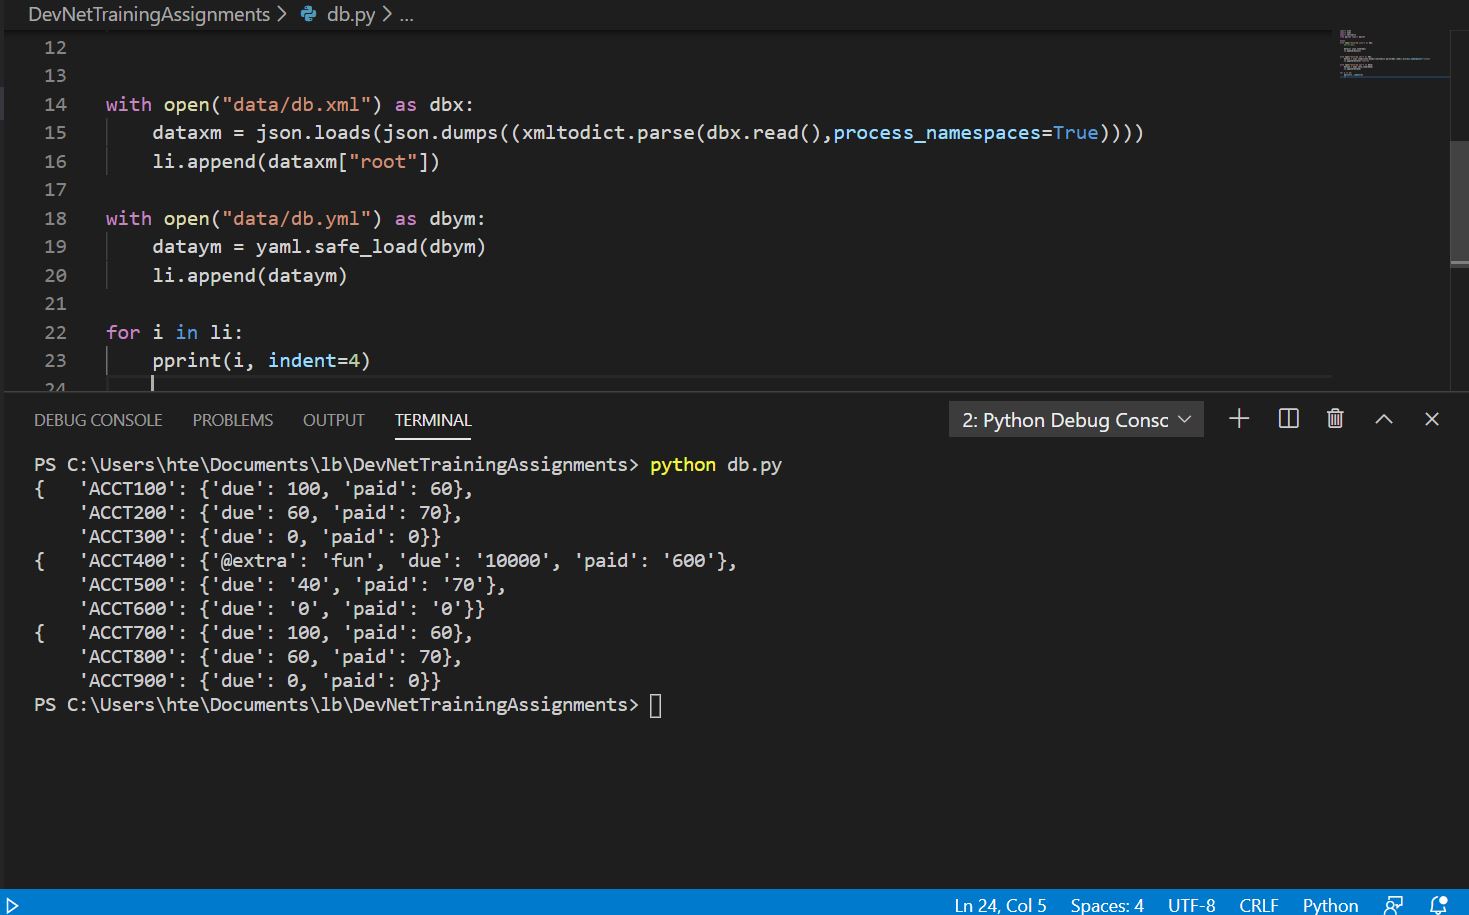 DevNetTrainingAssignments > db.py > ...
12
13
14 with open("data/db.xml") as dbx:
15     dataxm = json.loads(json.dumps((xmltodict.parse(dbx.read(),process_namespaces=True))))
16     li.append(dataxm["root"])
17
18 with open("data/db.yml") as dbym:
19     dataym = yaml.safe_load(dbym)
20     li.append(dataym)
21
22 for i in li:
23     pprint(i, indent=4)
24
DEBUG CONSOLE PROBLEMS OUTPUT TERMINAL 2: Python Debug Consc
PS C:\Users\hte\Documents\lb\DevNetTrainingAssignments> python db.py
{   'ACCT100': {'due': 100, 'paid': 60},
    'ACCT200': {'due': 60, 'paid': 70},
    'ACCT300': {'due': 0, 'paid': 0}}
{   'ACCT400': {'@extra': 'fun', 'due': '10000', 'paid': '600'},
    'ACCT500': {'due': '40', 'paid': '70'},
    'ACCT600': {'due': '0', 'paid': '0'}}
{   'ACCT700': {'due': 100, 'paid': 60},
    'ACCT800': {'due': 60, 'paid': 70},
    'ACCT900': {'due': 0, 'paid': 0}}
PS C:\Users\hte\Documents\lb\DevNetTrainingAssignments>
Ln 24, Col 5 Spaces: 4 UTF-8 CRLF Python